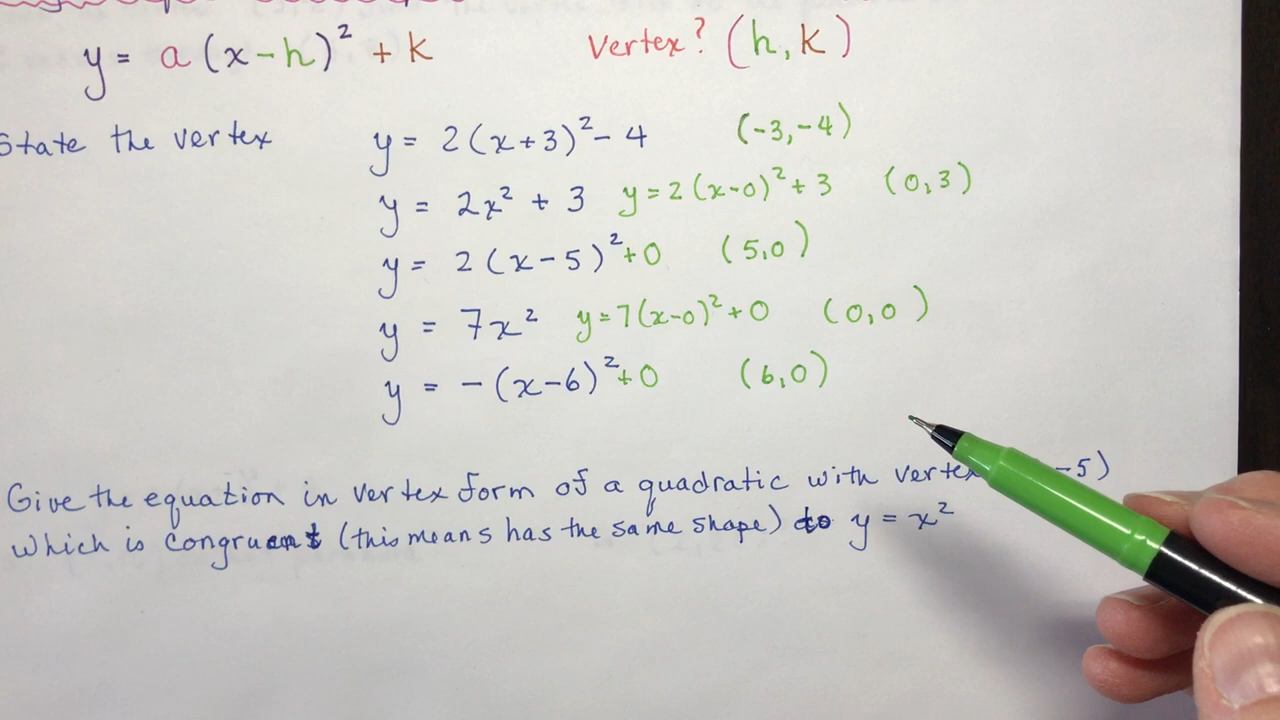 y = a(x-h)² + k Vertex? (h, k)
State the vertex y = 2(x+3)² - 4 (-3,-4)
y = 2x² + 3 y = 2(x-0)² + 3 (0,3)
y = 2(x-5)² + 0 (5,0)
y = 7x² y = 7(x-0)² + 0 (0,0)
y = -(x-6)² + 0 (6,0)
Give the equation in vertex form of a quadratic with vertex -5)
which is congruent (this means has the same shape) to y = x²